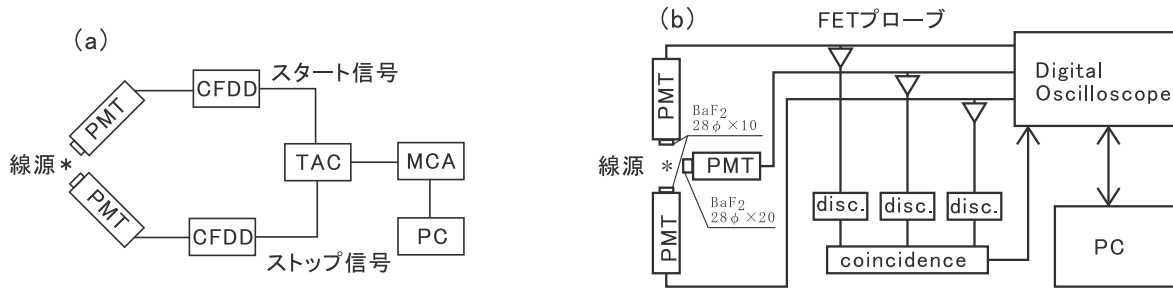 (a)
スタート信号
CFDD
PMT
線源 *
TAC
MCA
PMT
CFDD
PC
ストップ信号
(b)
FETプローブ
PMT
BaF2
28φ×10
Digital
Oscilloscope
線源 *
PMT
BaF2
28φ×20
PMT
disc.
disc.
disc.
coincidence
PC